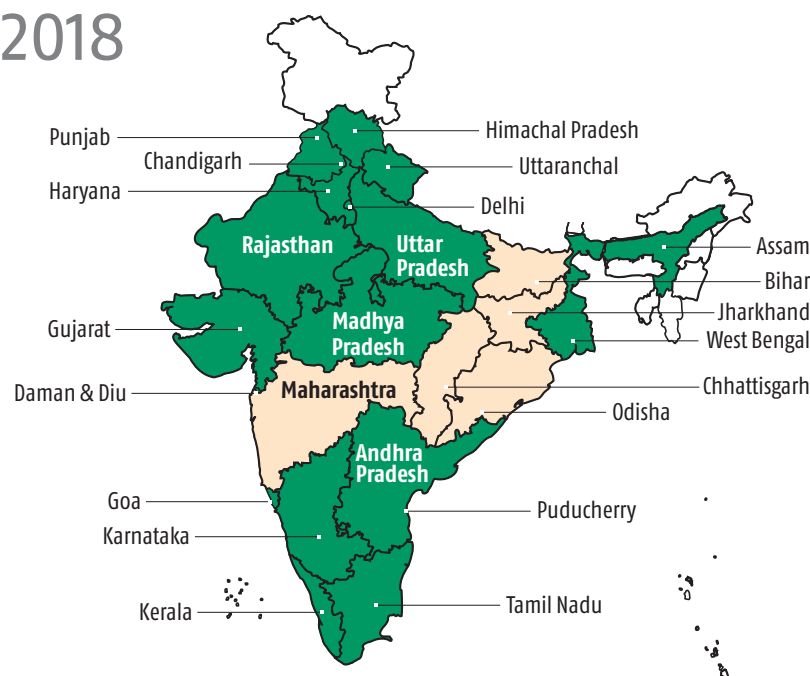 2018
Punjab
Himachal Pradesh
Chandigarh
Uttaranchal
Haryana
Delhi
Rajasthan
Uttar
Pradesh
Assam
Bihar
Jharkhand
Gujarat
Madhya
Pradesh
West Bengal
Daman & Diu
Maharashtra
Chhattisgarh
Odisha
Andhra
Pradesh
Goa
Puducherry
Karnataka
Kerala
Tamil Nadu